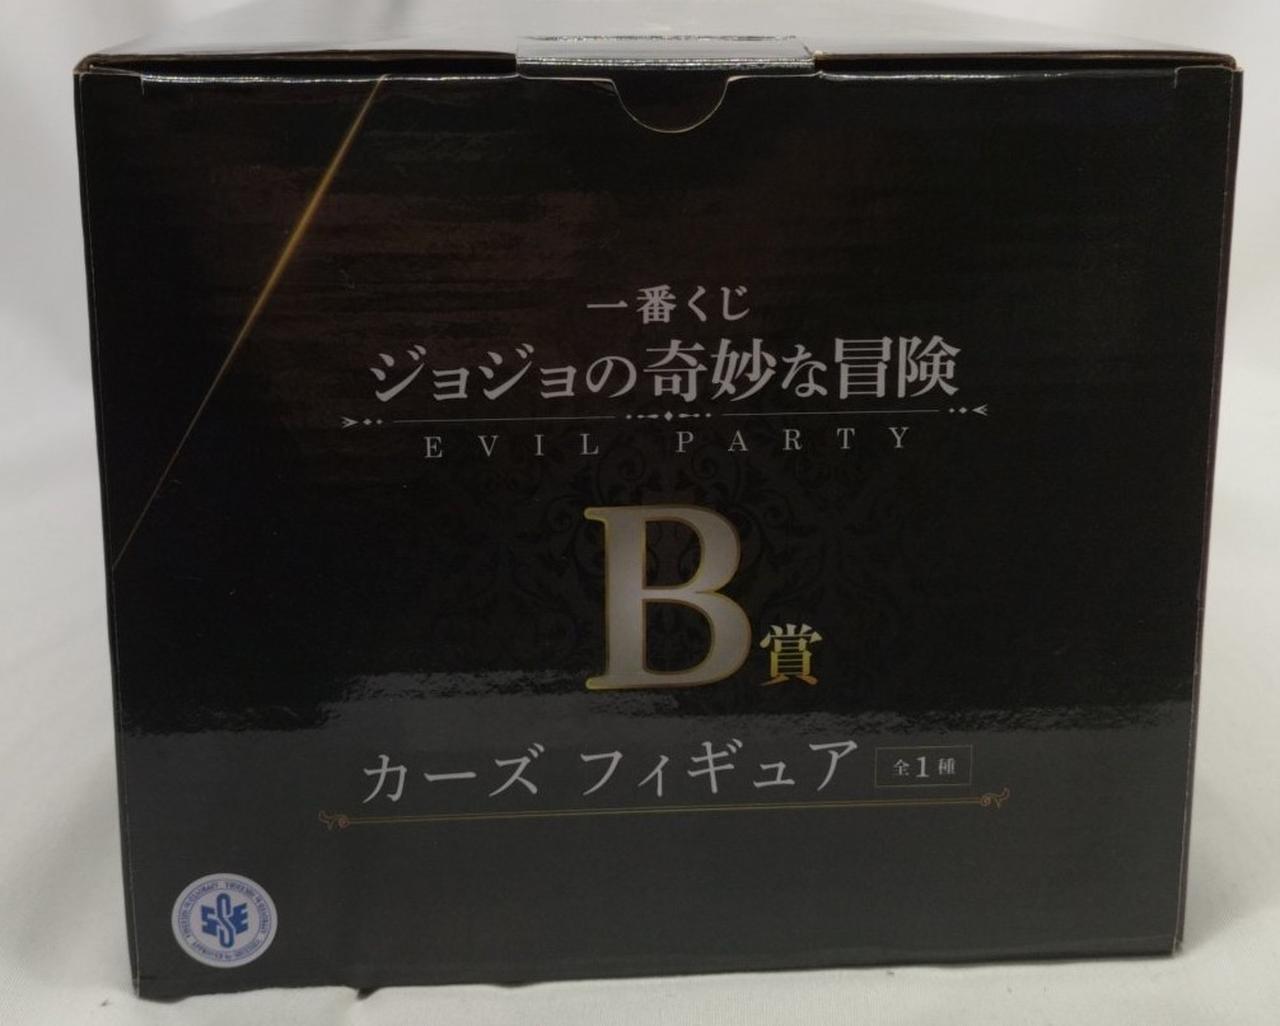 一番くじ
ジョジョの奇妙な冒険
EVIL PARTY
B賞
カーズ フィギュア 全1種